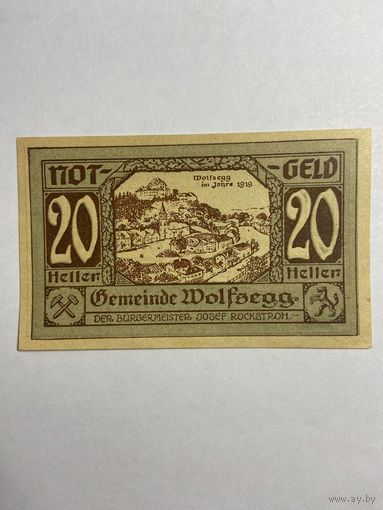 NOT-GELD
Wolfsegg
im Jahre 1919
20 20
Heller Heller
Gemeinde Wolfsegg
DER BÜRGERMEISTER JOSEF ROCKSTROH.
www.ay.by